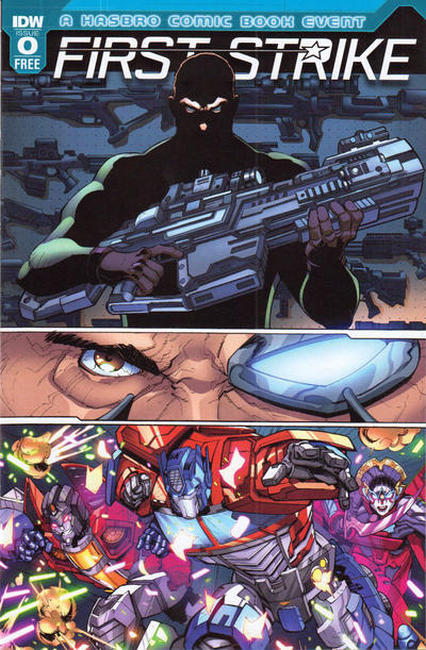 A HASBRO COMIC BOOK EVENT
IDW
ISSUE
0
FREE
FIRST STRIKE